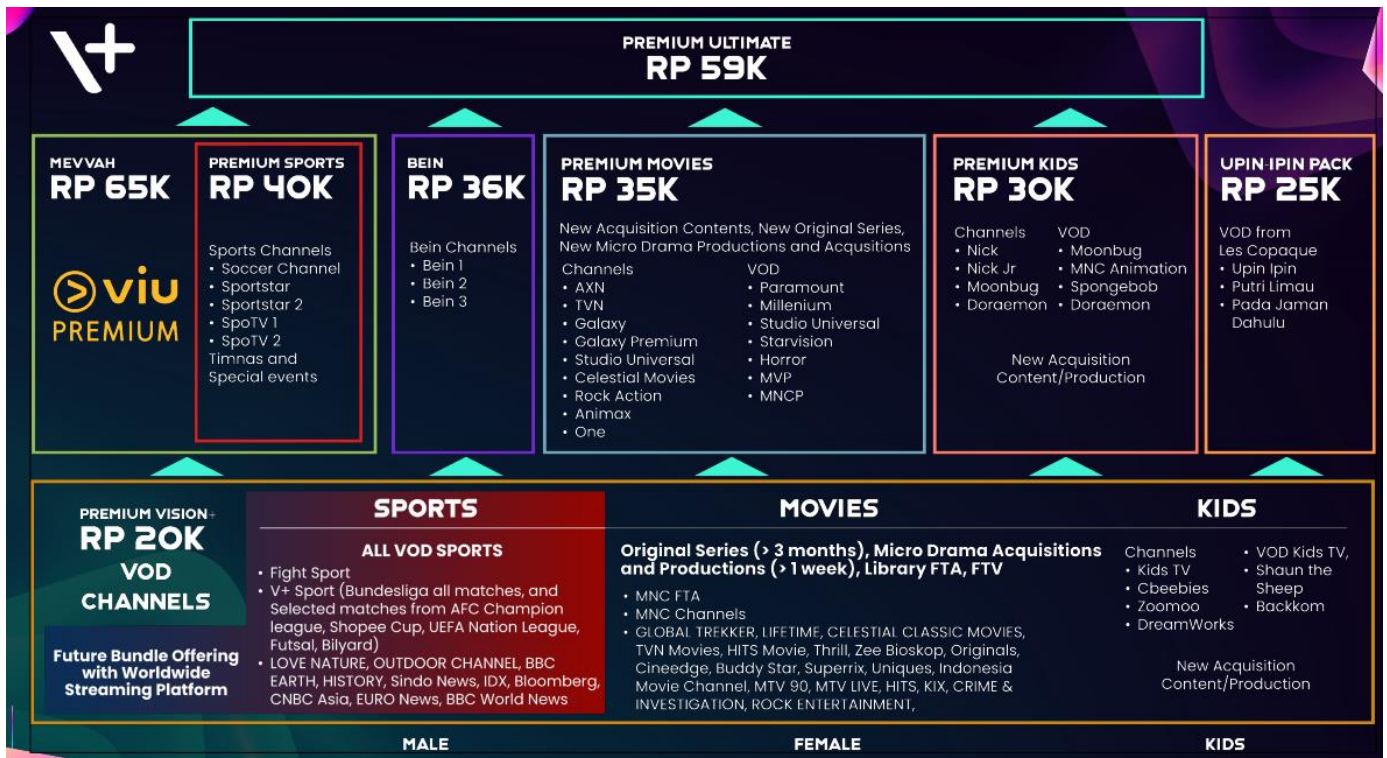 V+
PREMIUM ULTIMATE
RP 59K
MEVVAH
RP 65K
viu
PREMIUM
PREMIUM SPORTS
RP 40K
Sports Channels
• Soccer Channel
• Sportstar
• Sportstar 2
• SpoTV 1
• SpoTV 2
Timnas and
Special events
BEIN
RP 36K
Bein Channels
• Bein 1
• Bein 2
• Bein 3
PREMIUM MOVIES
RP 35K
New Acquisition Contents, New Original Series,
New Micro Drama Productions and Acqusitions
Channels
• AXN
• TVN
• Galaxy
• Galaxy Premium
• Studio Universal
• Celestial Movies
• Rock Action
• Animax
• One
VOD
• Paramount
• Millenium
• Studio Universal
• Starvision
• Horror
• MVP
• MNCP
PREMIUM KIDS
RP 30K
Channels
• Nick
• Nick Jr
• Moonbug
• Doraemon
VOD
• Moonbug
• MNC Animation
• Spongebob
• Doraemon
New Acquisition
Content/Production
UPIN-IPIN PACK
RP 25K
VOD from
Les Copaque
• Upin Ipin
• Putri Limau
• Pada Jaman
Dahulu
PREMIUM VISION+
RP 20K
VOD
CHANNELS
Future Bundle Offering
with Worldwide
Streaming Platform
SPORTS
ALL VOD SPORTS
• Fight Sport
• V+ Sport (Bundesliga all matches, and
Selected matches from AFC Champion
league, Shopee Cup, UEFA Nation League,
Futsal, Bilyard)
• LOVE NATURE, OUTDOOR CHANNEL, BBC
EARTH, HISTORY, Sindo News, IDX, Bloomberg,
CNBC Asia, EURO News, BBC World News
MOVIES
Original Series (> 3 months), Micro Drama Acquisitions
and Productions (> 1 week), Library FTA, FTV
• MNC FTA
• MNC Channels
• GLOBAL TREKKER, LIFETIME, CELESTIAL CLASSIC MOVIES,
TVN Movies, HITS Movie, Thrill, Zee Bioskop, Originals,
Cineedge, Buddy Star, Superrix, Uniques, Indonesia
Movie Channel, MTV 90, MTV LIVE, HITS, KIX, CRIME &
INVESTIGATION, ROCK ENTERTAINMENT,
KIDS
Channels
• Kids TV
• Cbeebies
• Zoomoo
• DreamWorks
• VOD Kids TV,
• Shaun the
Sheep
• Backkom
New Acquisition
Content/Production
MALE
FEMALE
KIDS